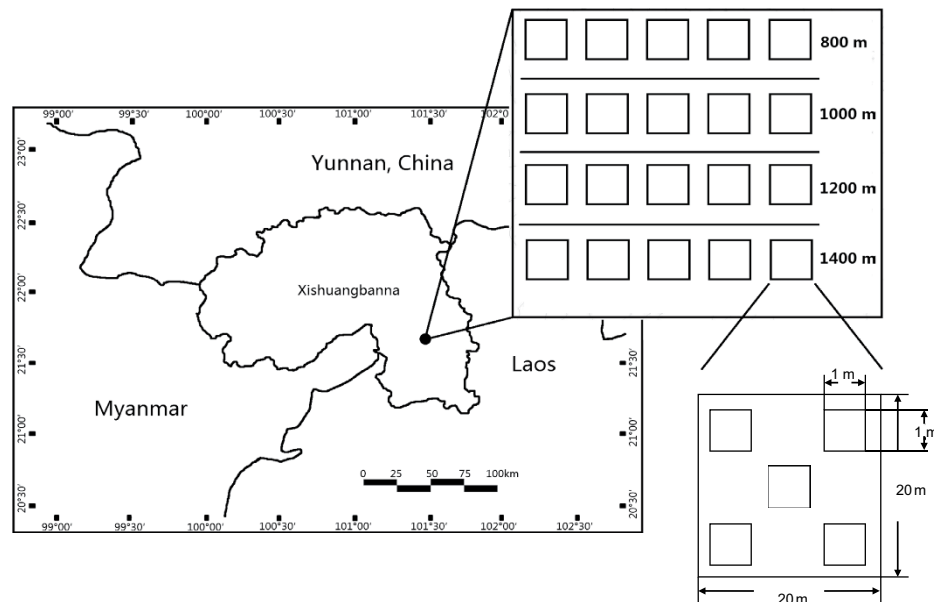 800 m
1000 m
1200 m
1400 m
99°00' 99°30' 100°00' 100°30' 101°00' 101°30' 102°
23°00'
22°30'
22°00'
21°30'
21°00'
20°30'
Yunnan, China
Xishuangbanna
Myanmar
Laos
0 25 50 75 100km
21°30'
21°00'
20°30'
99°00' 99°30' 100°00' 100°30' 101°00' 101°30' 102°00' 102°30'
1 m
1 m
20 m
20 m